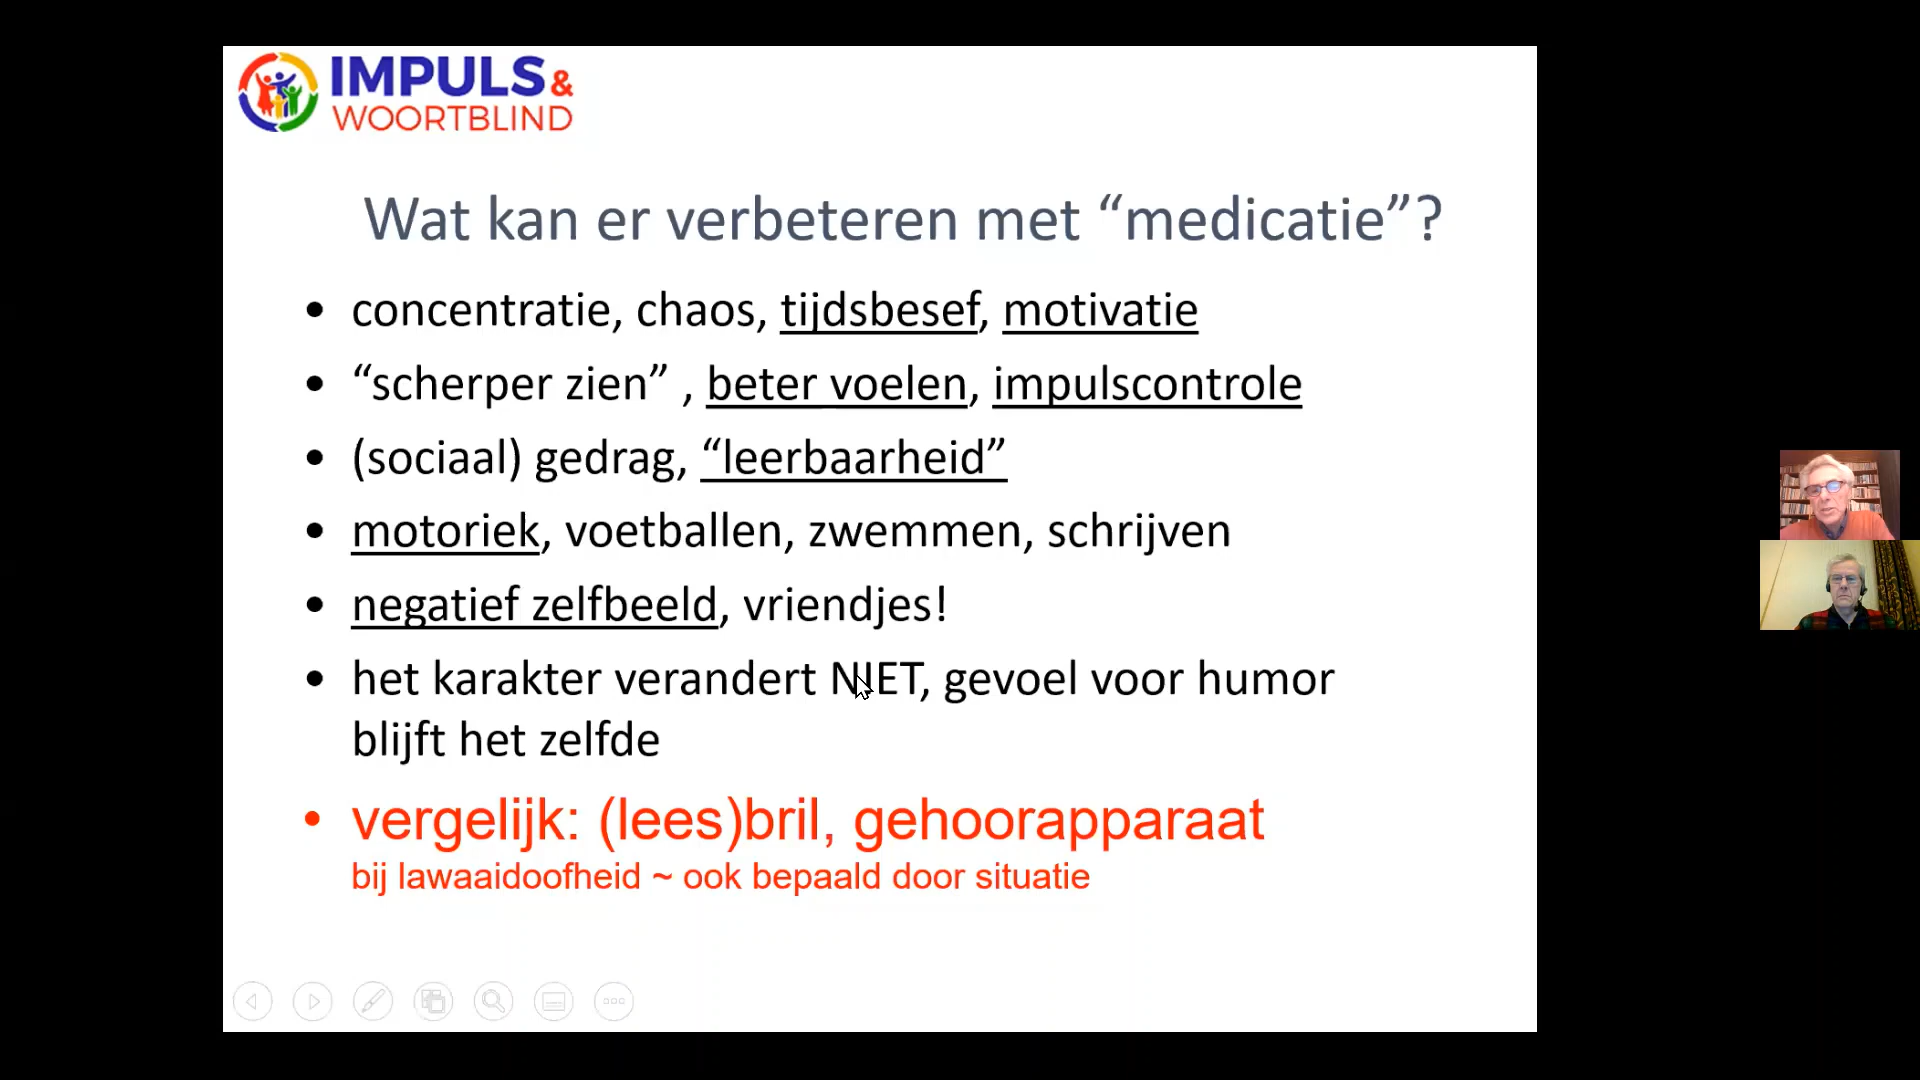 IMPULS &
WOORTBLIND
Wat kan er verbeteren met “medicatie”?
• concentratie, chaos, tijdsbesef, motivatie
• “scherper zien” , beter voelen, impulscontrole
• (sociaal) gedrag, “leerbaarheid”
• motoriek, voetballen, zwemmen, schrijven
• negatief zelfbeeld, vriendjes!
• het karakter verandert NIET, gevoel voor humor
blijft het zelfde
• vergelijk: (lees)bril, gehoorapparaat
bij lawaaidoofheid ~ ook bepaald door situatie